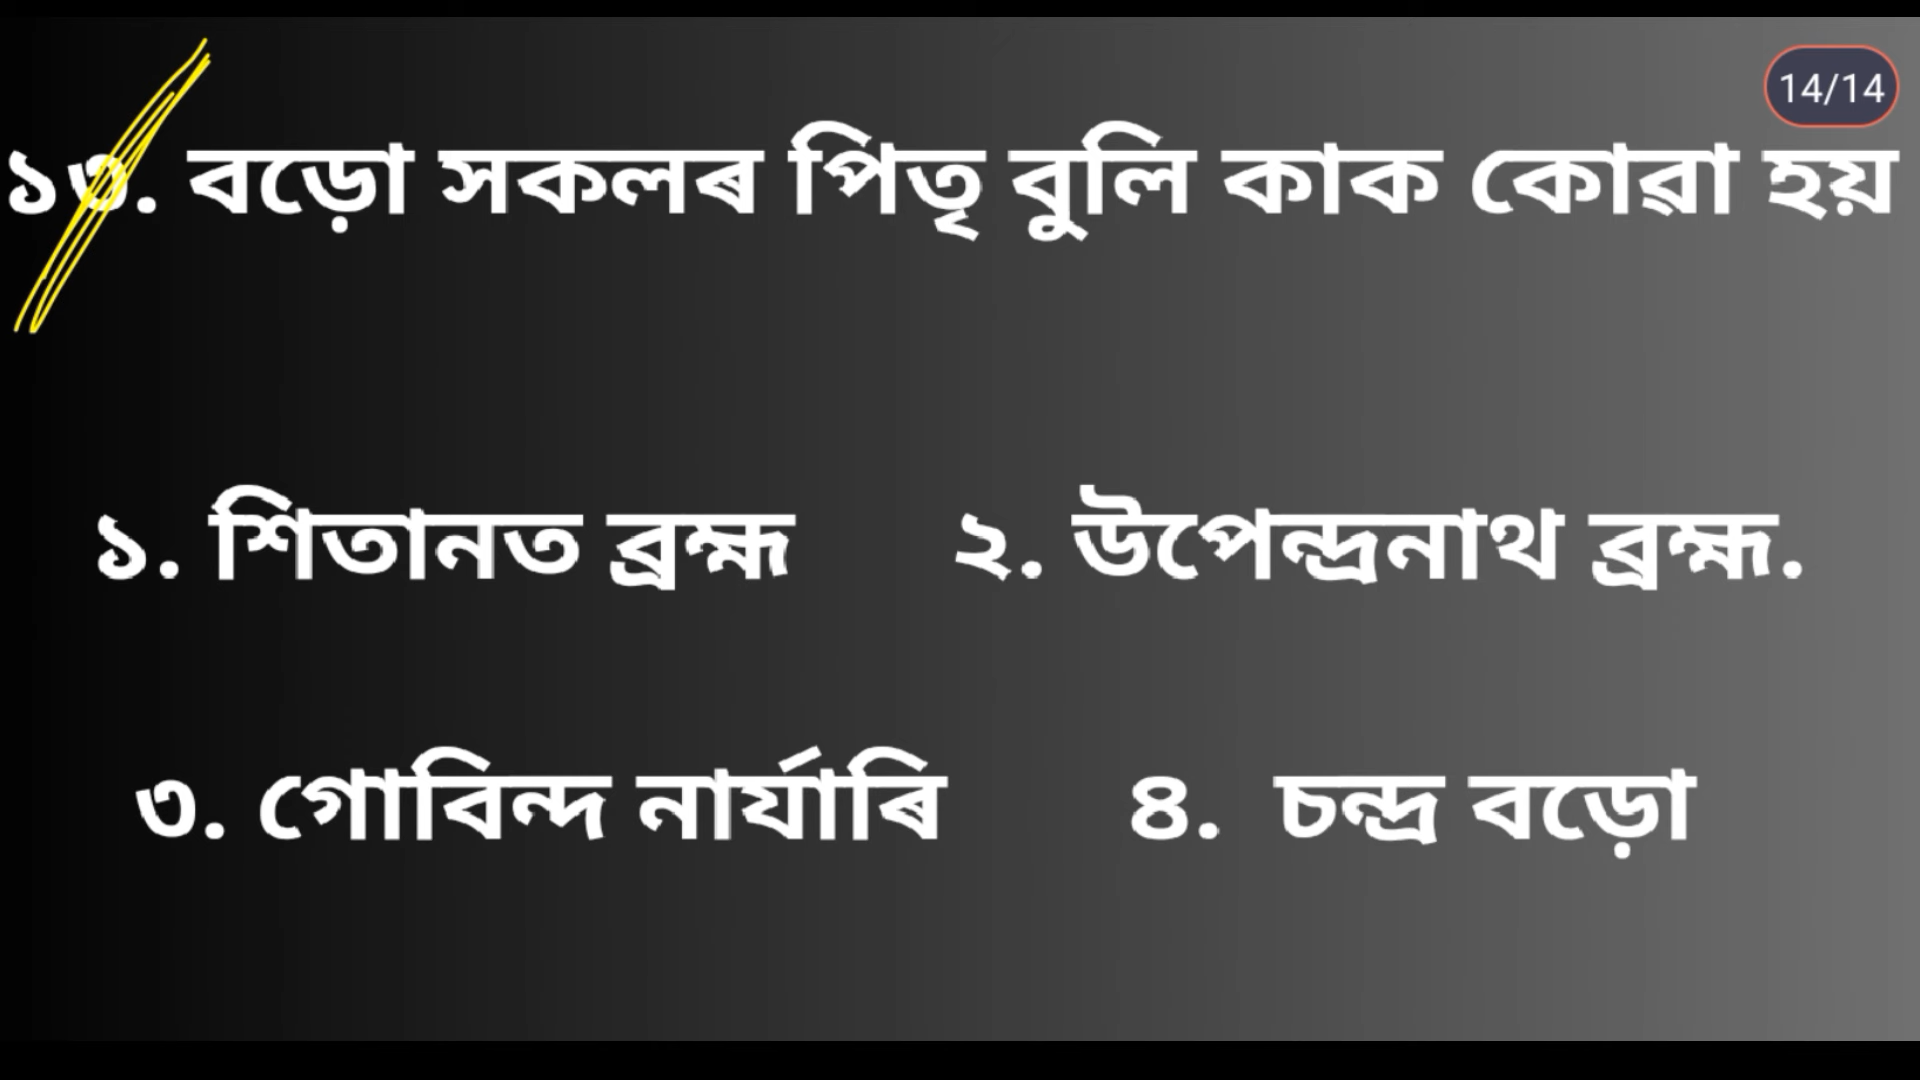 14/14
১৩. বড়ো সকলৰ পিতৃ বুলি কাক কোৱা হয়
১. শিতানত ব্ৰহ্ম ২. উপেন্দ্ৰনাথ ব্ৰহ্ম.
৩. গোবিন্দ নাৰ্যাৰি ৪. চন্দ্ৰ বড়ো